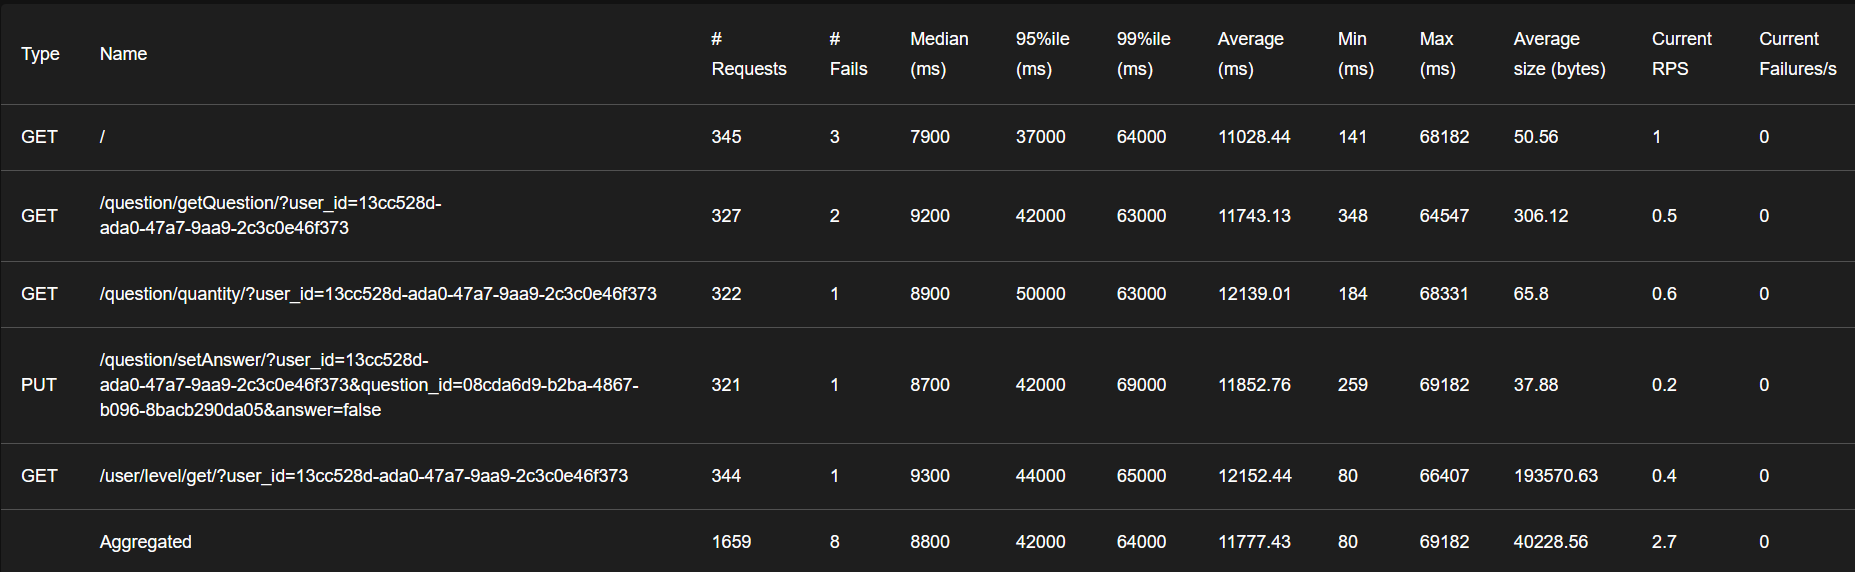 Type Name # Requests # Fails Median (ms) 95%ile (ms) 99%ile (ms) Average (ms) Min (ms) Max (ms) Average size (bytes) Current RPS Current Failures/s
GET / 345 3 7900 37000 64000 11028.44 141 68182 50.56 1 0
GET /question/getQuestion/?user_id=13cc528d-
ada0-47a7-9aa9-2c3c0e46f373 327 2 9200 42000 63000 11743.13 348 64547 306.12 0.5 0
GET /question/quantity/?user_id=13cc528d-ada0-47a7-9aa9-2c3c0e46f373 322 1 8900 50000 63000 12139.01 184 68331 65.8 0.6 0
PUT /question/setAnswer/?user_id=13cc528d-
ada0-47a7-9aa9-2c3c0e46f373&question_id=08cda6d9-b2ba-4867-
b096-8bacb290da05&answer=false 321 1 8700 42000 69000 11852.76 259 69182 37.88 0.2 0
GET /user/level/get/?user_id=13cc528d-ada0-47a7-9aa9-2c3c0e46f373 344 1 9300 44000 65000 12152.44 80 66407 193570.63 0.4 0
Aggregated 1659 8 8800 42000 64000 11777.43 80 69182 40228.56 2.7 0